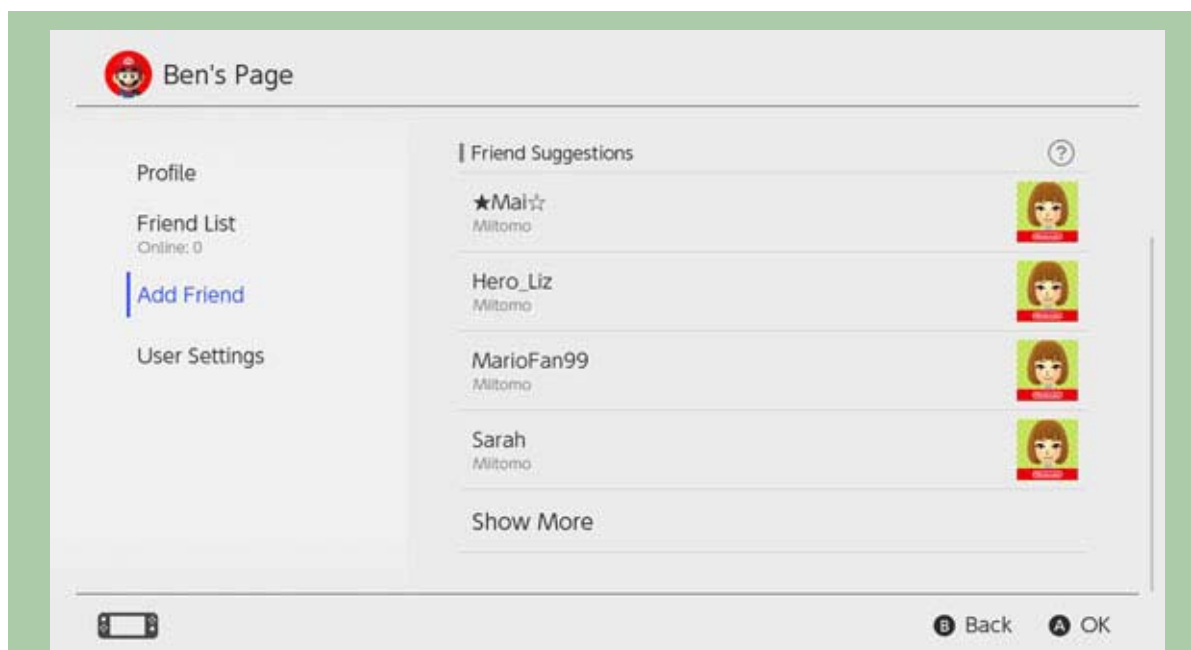 Ben's Page
Profile
Friend List
Online: 0
Add Friend
User Settings
Friend Suggestions
?
★Mai☆
Miitomo
Hero_Liz
Miitomo
MarioFan99
Miitomo
Sarah
Miitomo
Show More
B Back A OK